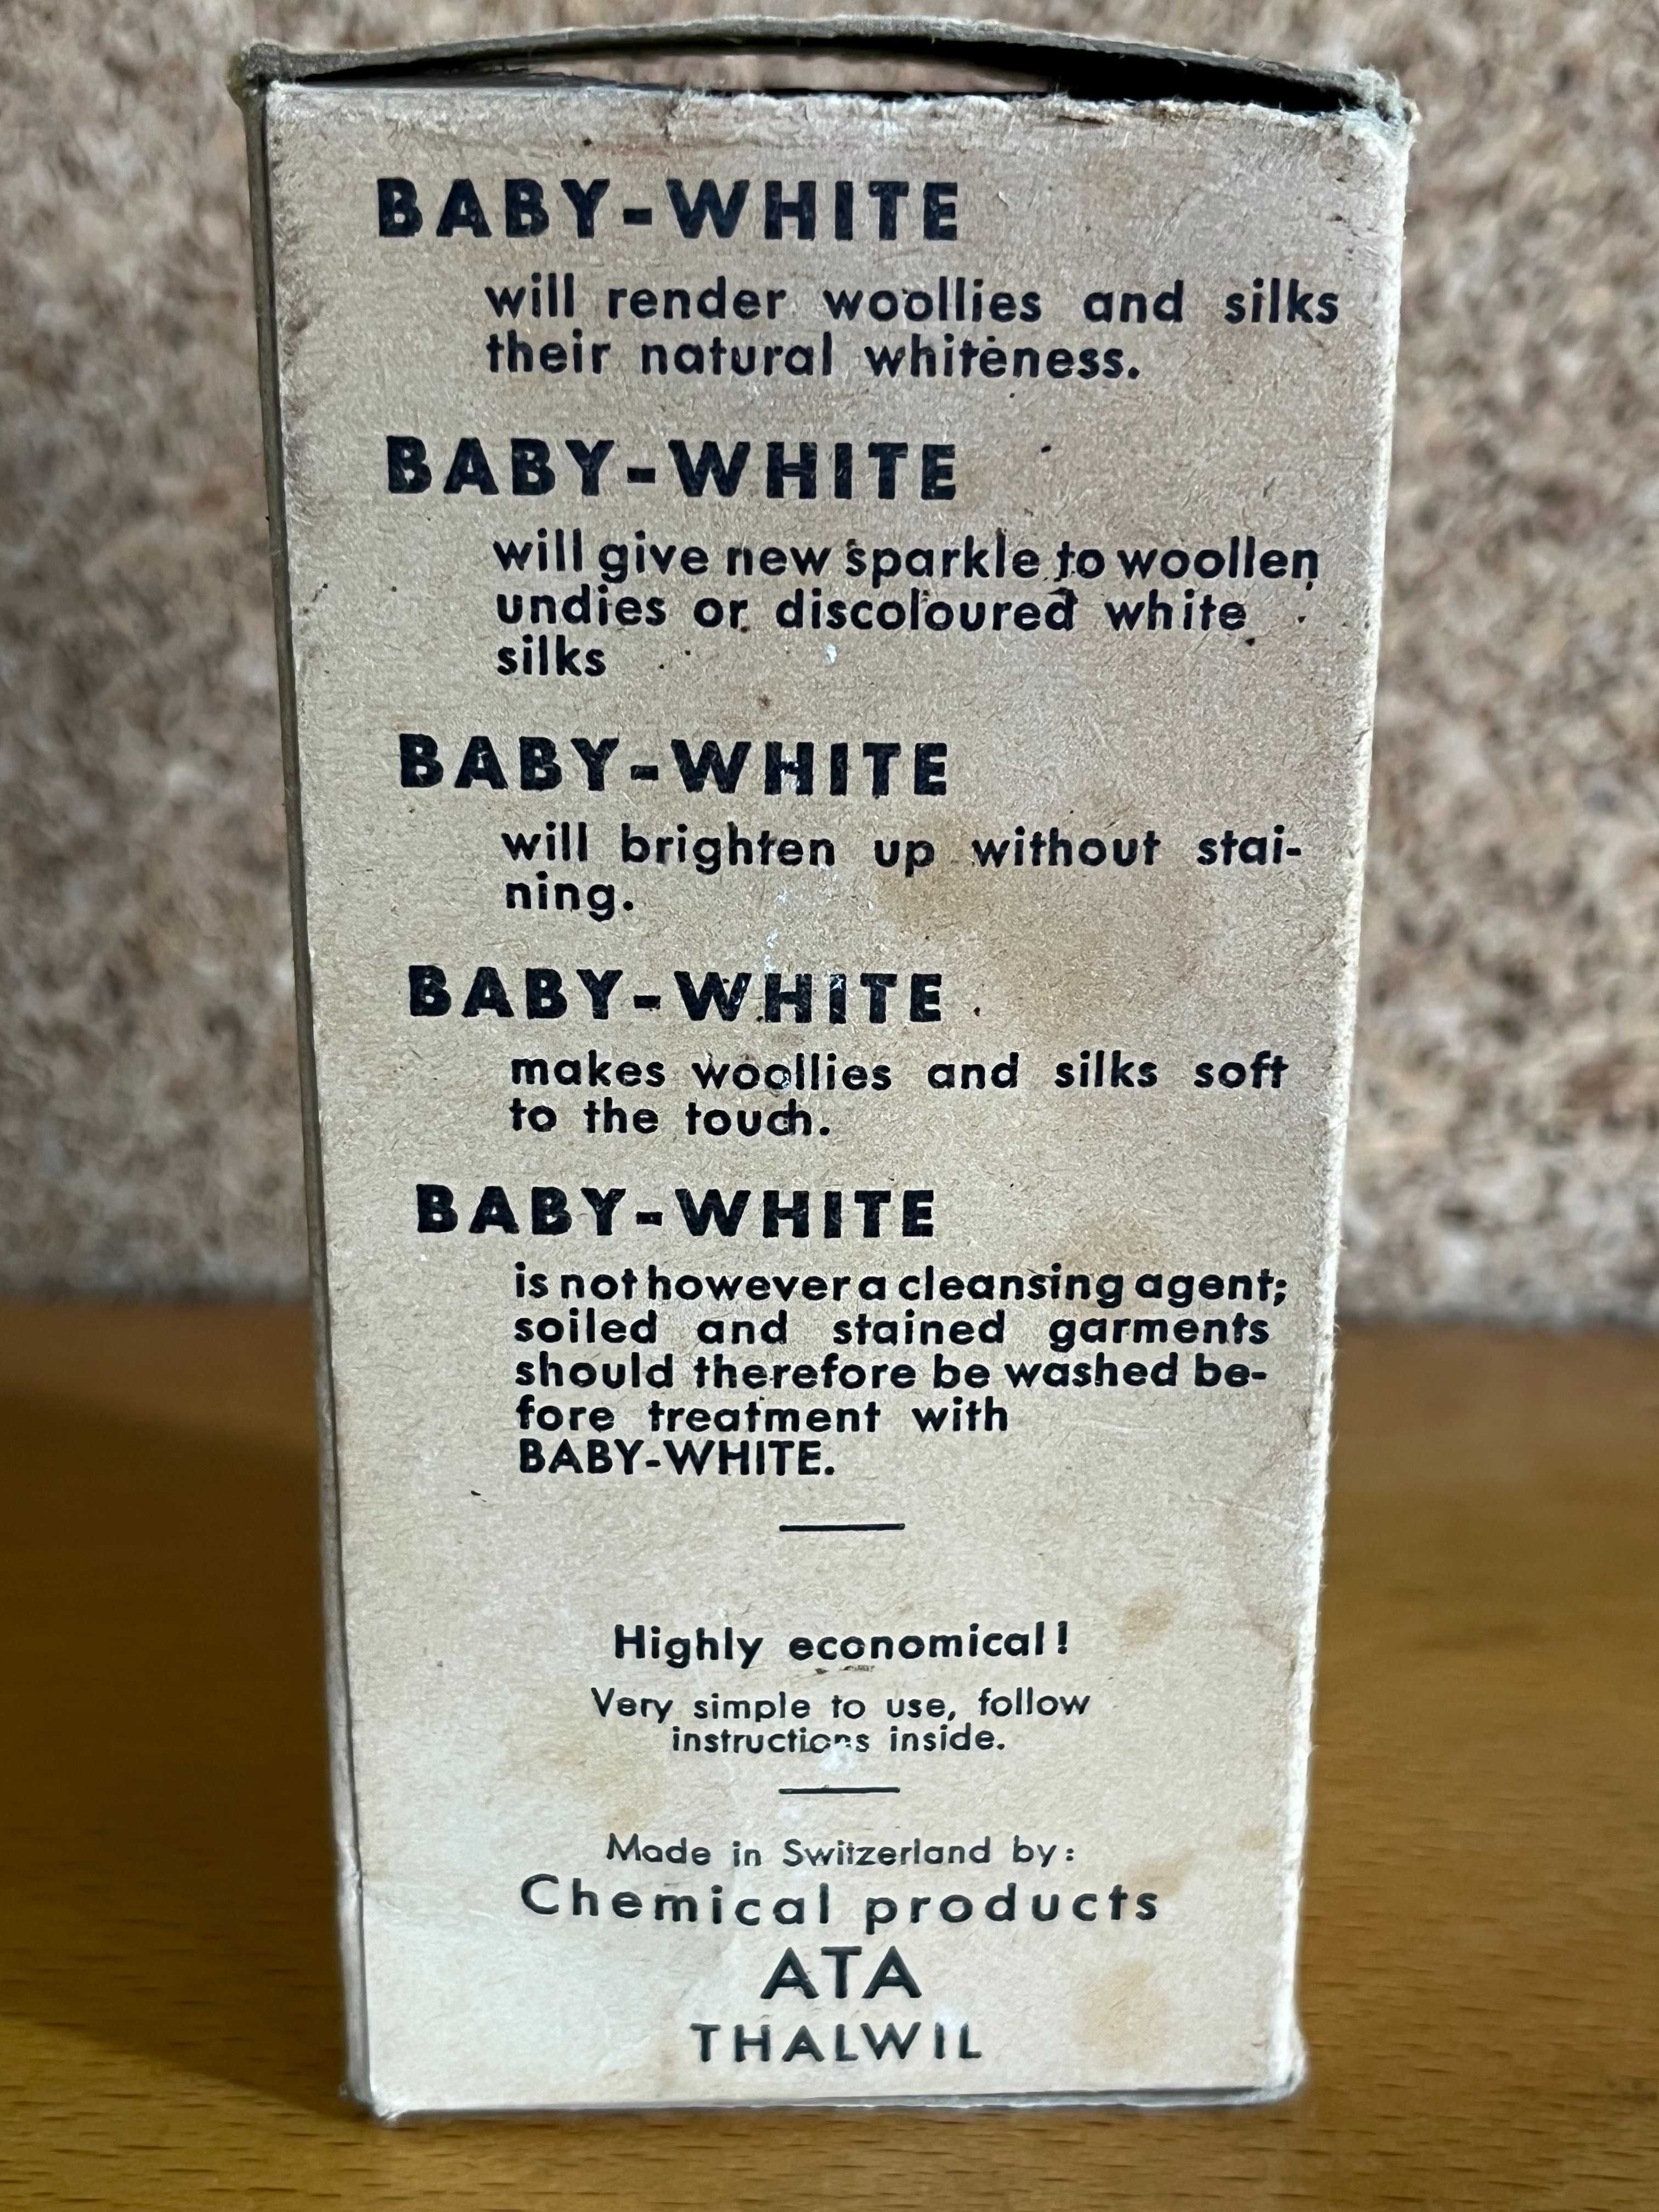 BABY-WHITE
will render woollies and silks
their natural whiteness.
BABY-WHITE
will give new sparkle to woollen
undies or discoloured white
silks
BABY-WHITE
will brighten up without stai-
ning.
BABY-WHITE
makes woollies and silks soft
to the touch.
BABY-WHITE
is not however a cleansing agent;
soiled and stained garments
should therefore be washed be-
fore treatment with
BABY-WHITE.
Highly economical!
Very simple to use, follow
instructions inside.
Made in Switzerland by:
Chemical products
ATA
THALWIL